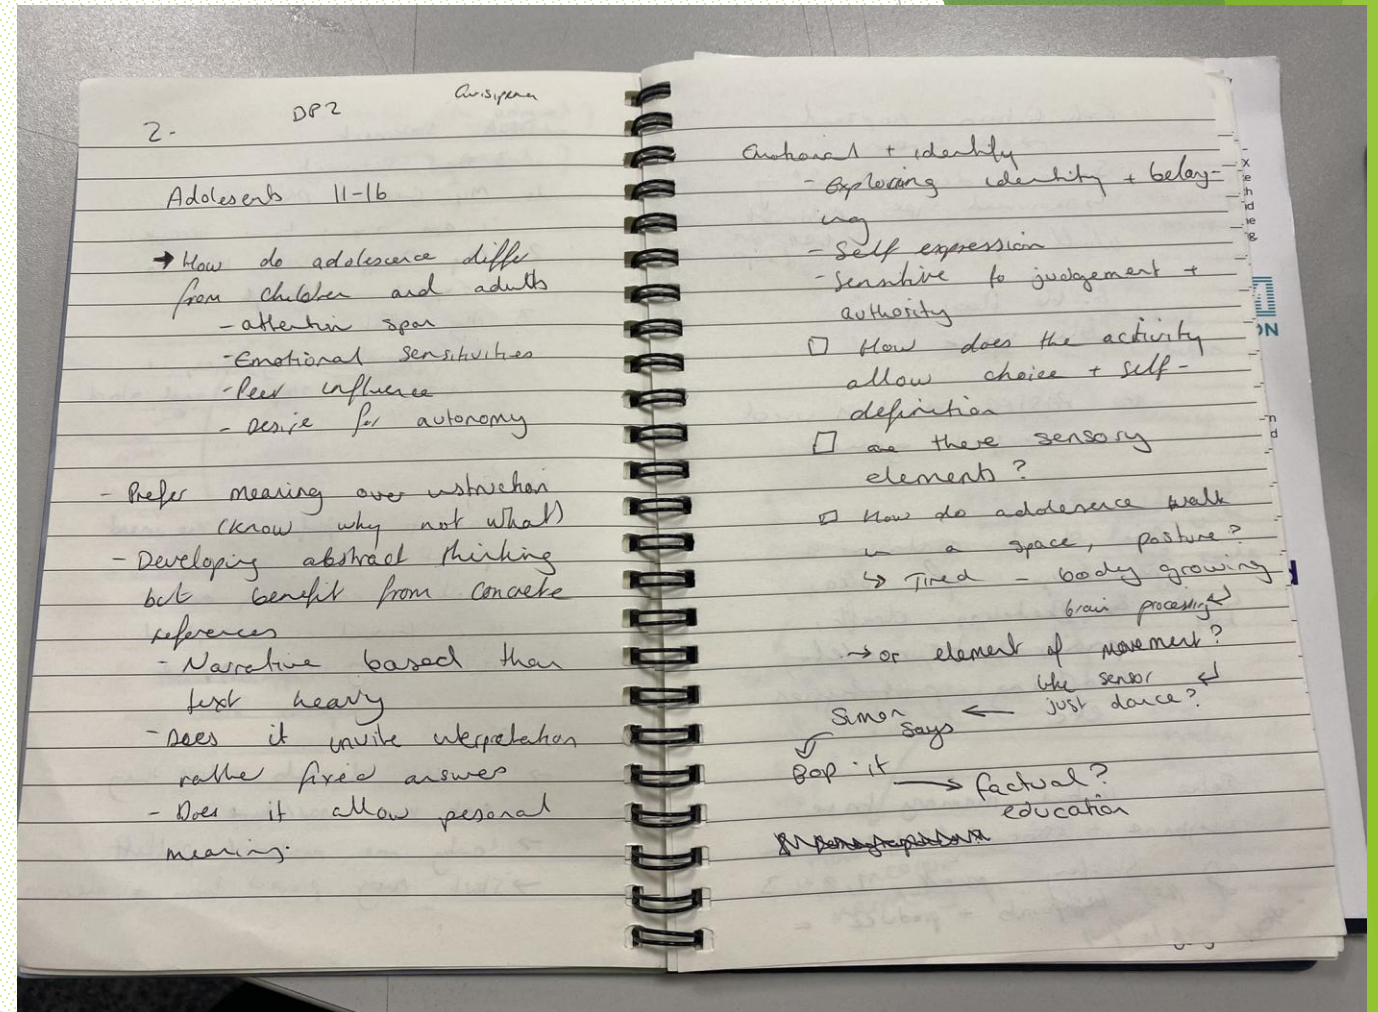 2-
DP2
Adolesents 11-16
→ How do adolescence differ
from children and adults
- attention span
- Emotional sensitivities
- Peer influence
- Desire for autonomy
- Prefer meaning over instruction
(know why not what)
- Developing abstract thinking
but benefit from concrete
references
- Narrative based than
text heavy
- Does it invite interpretation
rather fixed answers
- Does it allow pesonal
meaning.
Emotional + identity
- Exploring identity + belong-
ing
- Self expression
- Sensitive to judgement +
authority
□ How does the activity
allow choice + self-
definition
□ are there sensory
elements?
□ How do addolesence walk
in a space, posture?
↳ Tired - body growing
brain processing ↵
→ or element of movement?
like sensor ↵
just dance?
Simon ←
says
Bop-it → factual?
education